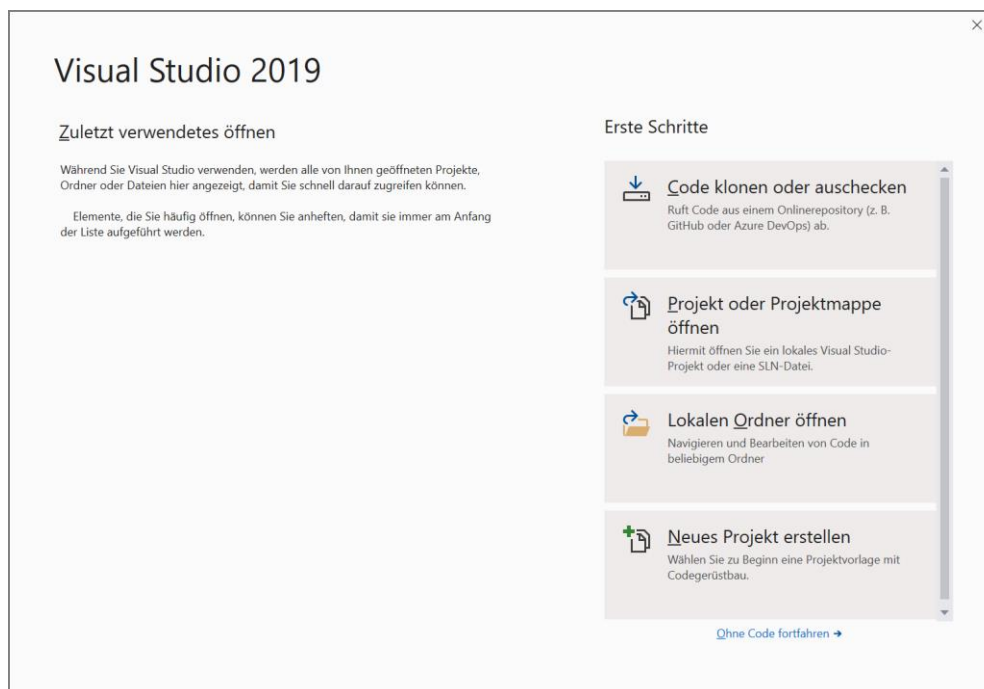 Visual Studio 2019
Zuletzt verwendetes öffnen
Während Sie Visual Studio verwenden, werden alle von Ihnen geöffneten Projekte,
Ordner oder Dateien hier angezeigt, damit Sie schnell darauf zugreifen können.
Elemente, die Sie häufig öffnen, können Sie anheften, damit sie immer am Anfang
der Liste aufgeführt werden.
Erste Schritte
Code klonen oder auschecken
Ruft Code aus einem Onlinerepository (z. B.
GitHub oder Azure DevOps) ab.
Projekt oder Projektmappe
öffnen
Hiermit öffnen Sie ein lokales Visual Studio-
Projekt oder eine SLN-Datei.
Lokalen Ordner öffnen
Navigieren und Bearbeiten von Code in
beliebigem Ordner
Neues Projekt erstellen
Wählen Sie zu Beginn eine Projektvorlage mit
Codegerüstbau.
Ohne Code fortfahren →